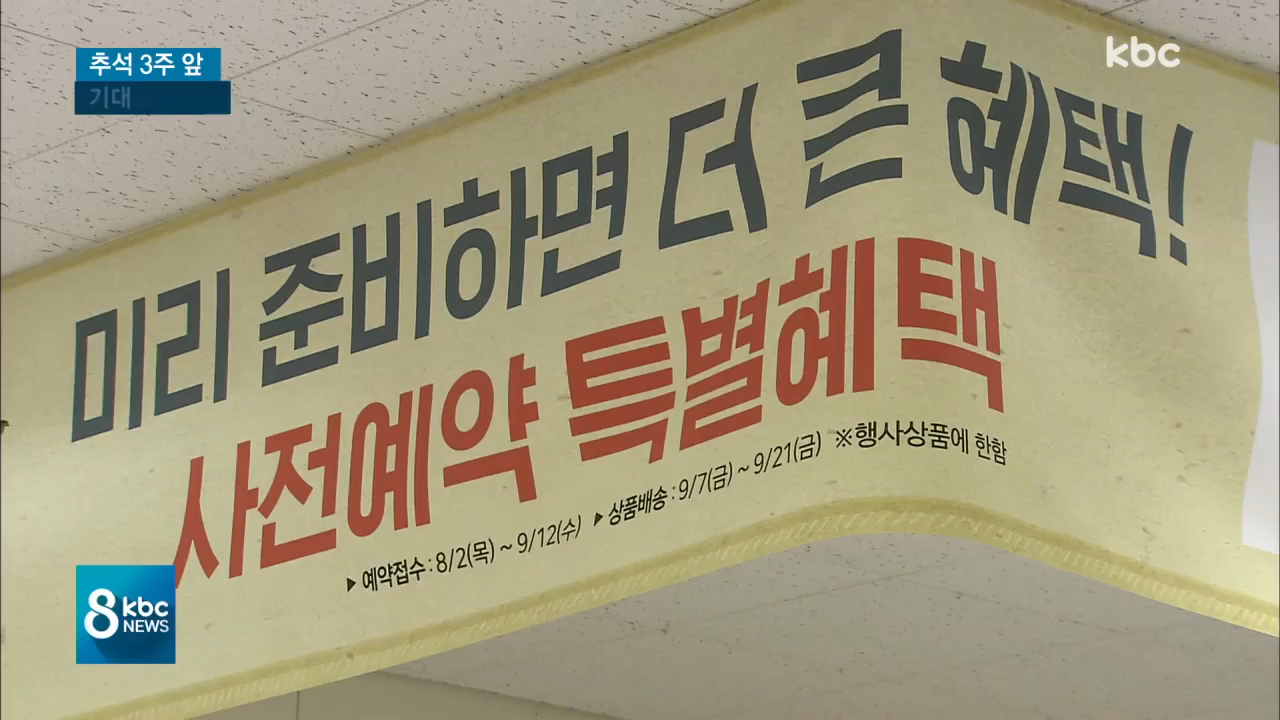 추석 3주 앞
기대
kbc
미리 준비하면 더 큰 혜택!
사전예약 특별혜택
▶예약접수 : 8/2(목) ~ 9/12(수) ▶상품배송 : 9/7(금) ~ 9/21(금) ※행사상품에 한함
8 kbc
NEWS